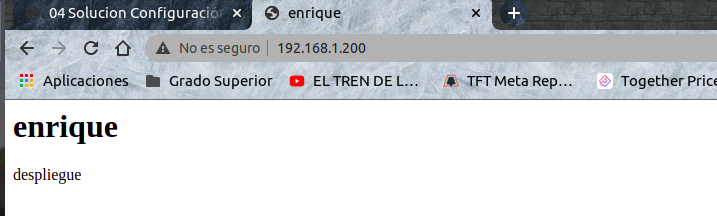 04 Solucion Configuración
enrique
No es seguro
192.168.1.200
Aplicaciones
Grado Superior
EL TREN DE L...
TFT Meta Rep...
Together Price
enrique
despliegue